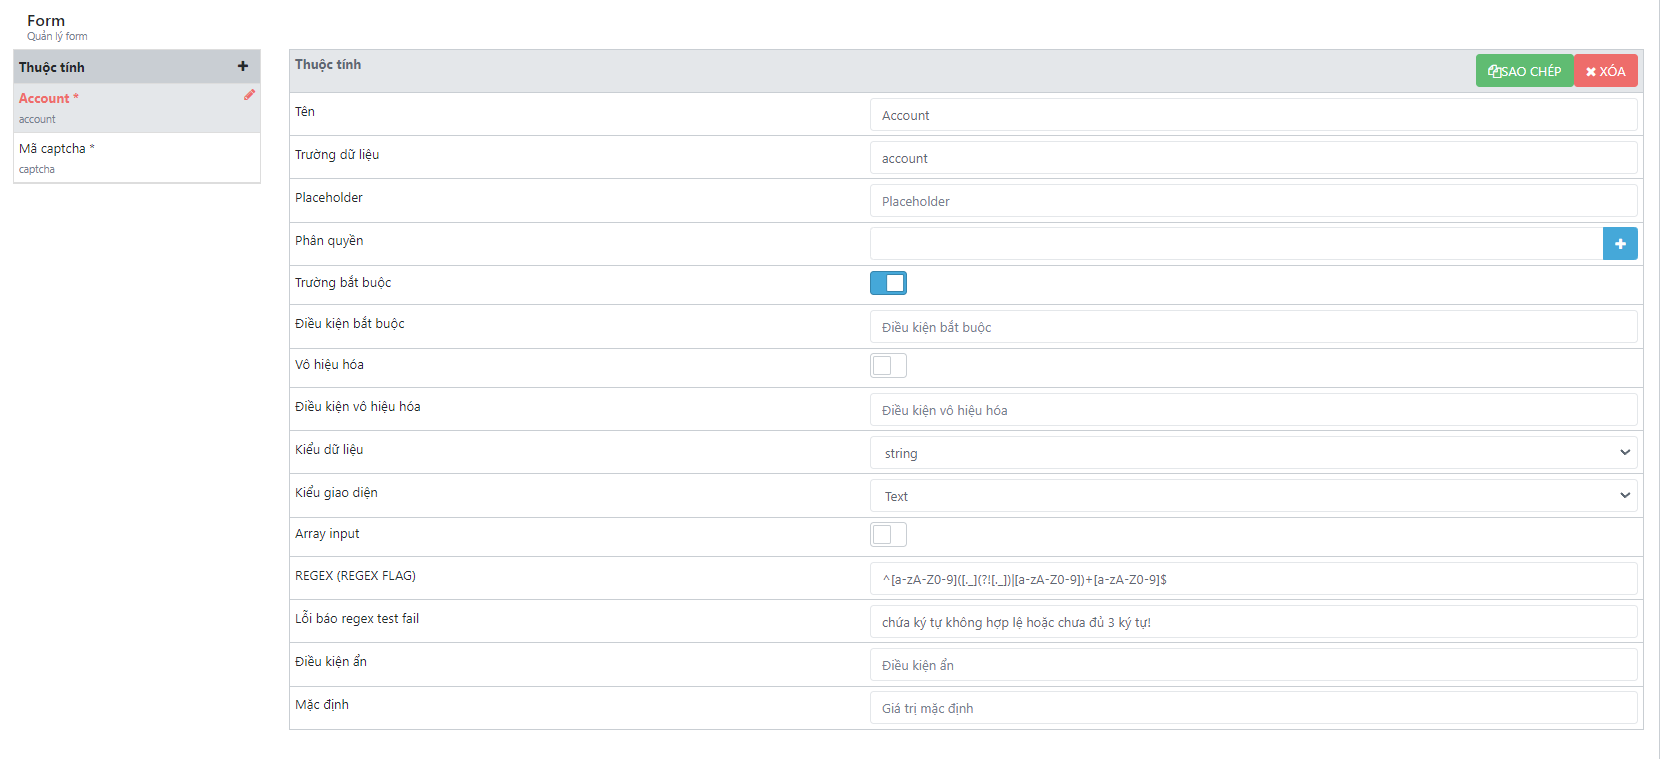 Form
Quản lý form
Thuộc tính
Account *
account
Mã captcha *
captcha
Thuộc tính
SAO CHÉP
XÓA
Tên
Account
Trường dữ liệu
account
Placeholder
Placeholder
Phân quyền
Trường bắt buộc
Điều kiện bắt buộc
Điều kiện bắt buộc
Vô hiệu hóa
Điều kiện vô hiệu hóa
Điều kiện vô hiệu hóa
Kiểu dữ liệu
string
Kiểu giao diện
Text
Array input
REGEX (REGEX FLAG)
^[a-zA-Z0-9]([._](?![._])|[a-zA-Z0-9])+[a-zA-Z0-9]$
Lỗi báo regex test fail
chứa ký tự không hợp lệ hoặc chưa đủ 3 ký tự!
Điều kiện ẩn
Điều kiện ẩn
Mặc định
Giá trị mặc định